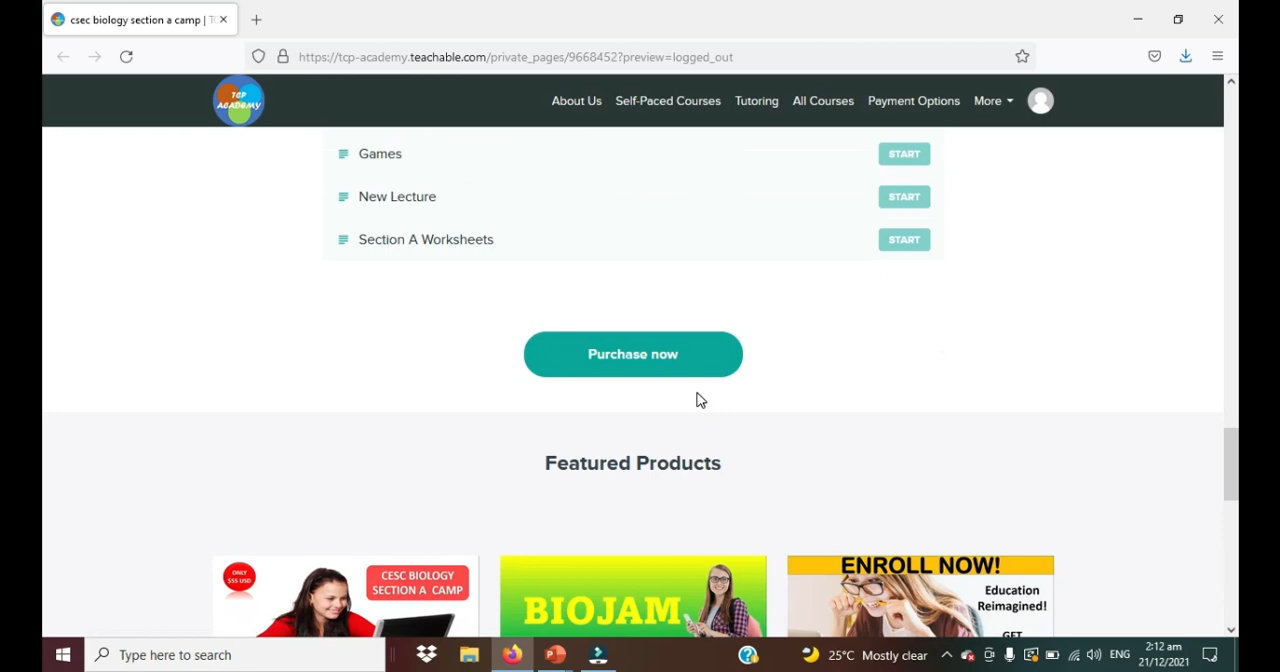 csec biology section a camp | T
https://tcp-academy.teachable.com/private_pages/9668452?preview=logged_out
TCP
ACADEMY
About Us
Self-Paced Courses
Tutoring
All Courses
Payment Options
More
Games
START
New Lecture
START
Section A Worksheets
START
Purchase now
Featured Products
ONLY
$55 USD
CESC BIOLOGY
SECTION A CAMP
BIOJAM
ENROLL NOW!
Education
Reimagined!
GET
Type here to search
25°C Mostly clear
ENG
2:12 am
21/12/2021